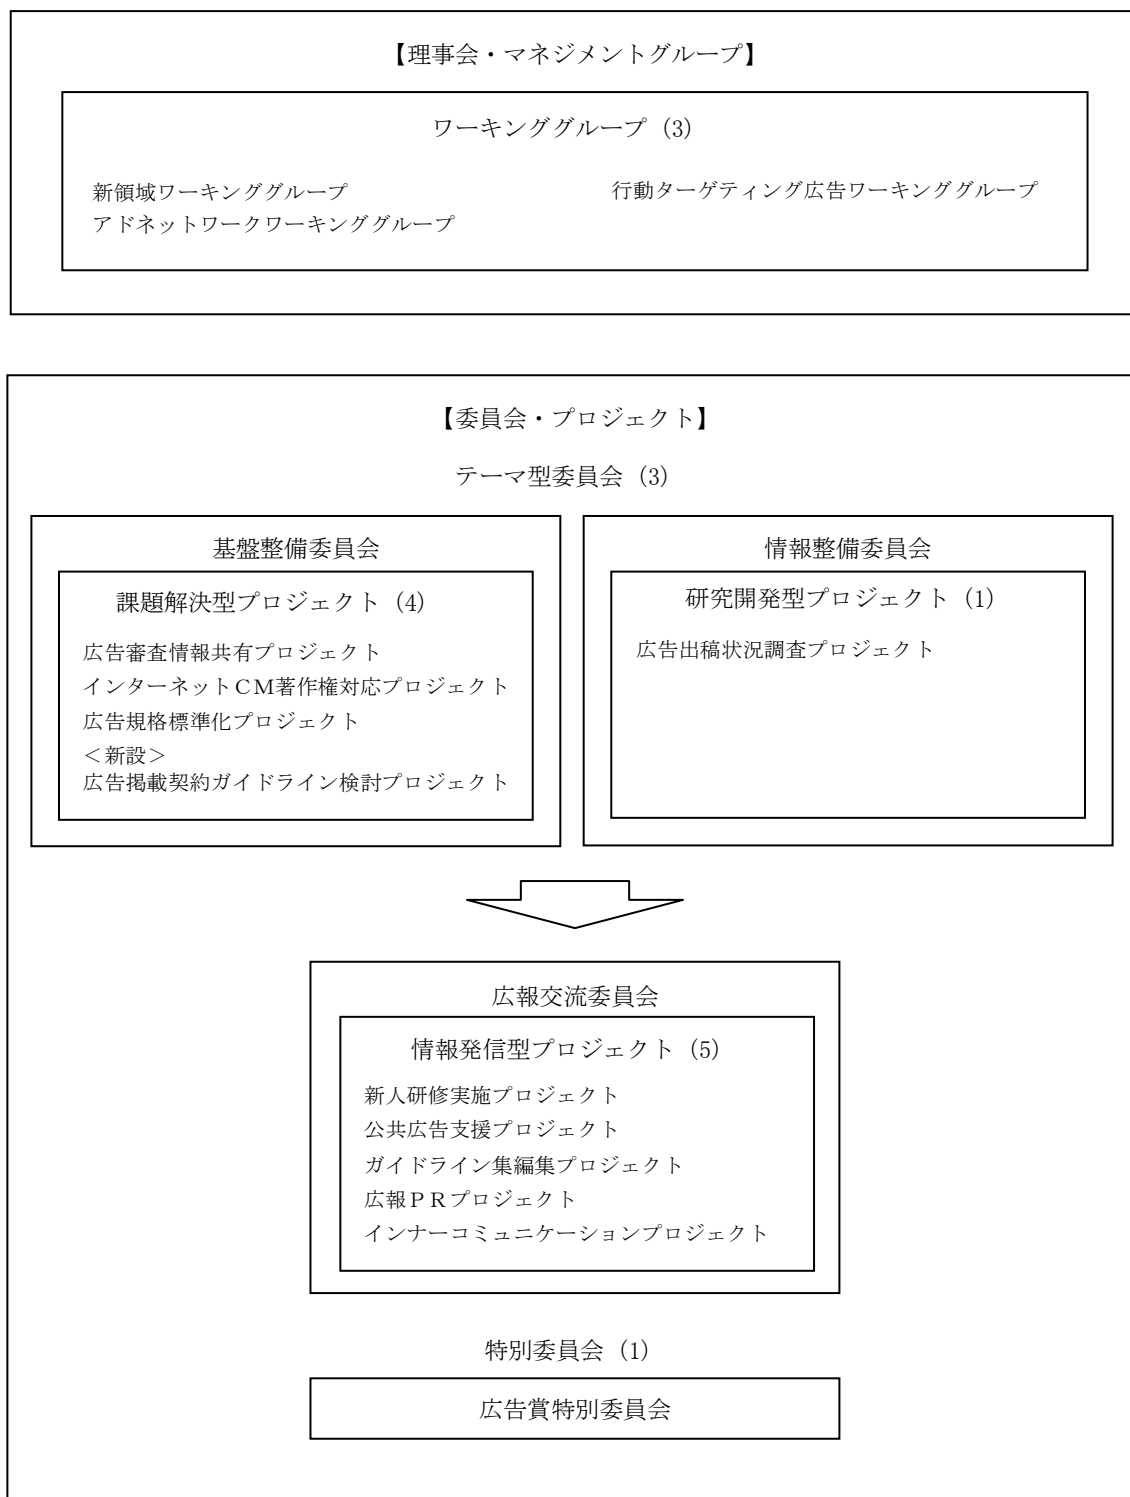 【理事会・マネジメントグループ】
ワーキンググループ（3）
新領域ワーキンググループ
行動ターゲティング広告ワーキンググループ
アドネットワークワーキンググループ
【委員会・プロジェクト】
テーマ型委員会（3）
基盤整備委員会
課題解決型プロジェクト（4）
広告審査情報共有プロジェクト
インターネットＣＭ著作権対応プロジェクト
広告規格標準化プロジェクト
＜新設＞
広告掲載契約ガイドライン検討プロジェクト
情報整備委員会
研究開発型プロジェクト（1）
広告出稿状況調査プロジェクト
広報交流委員会
情報発信型プロジェクト（5）
新人研修実施プロジェクト
公共広告支援プロジェクト
ガイドライン集編集プロジェクト
広報ＰＲプロジェクト
インナーコミュニケーションプロジェクト
特別委員会（1）
広告賞特別委員会